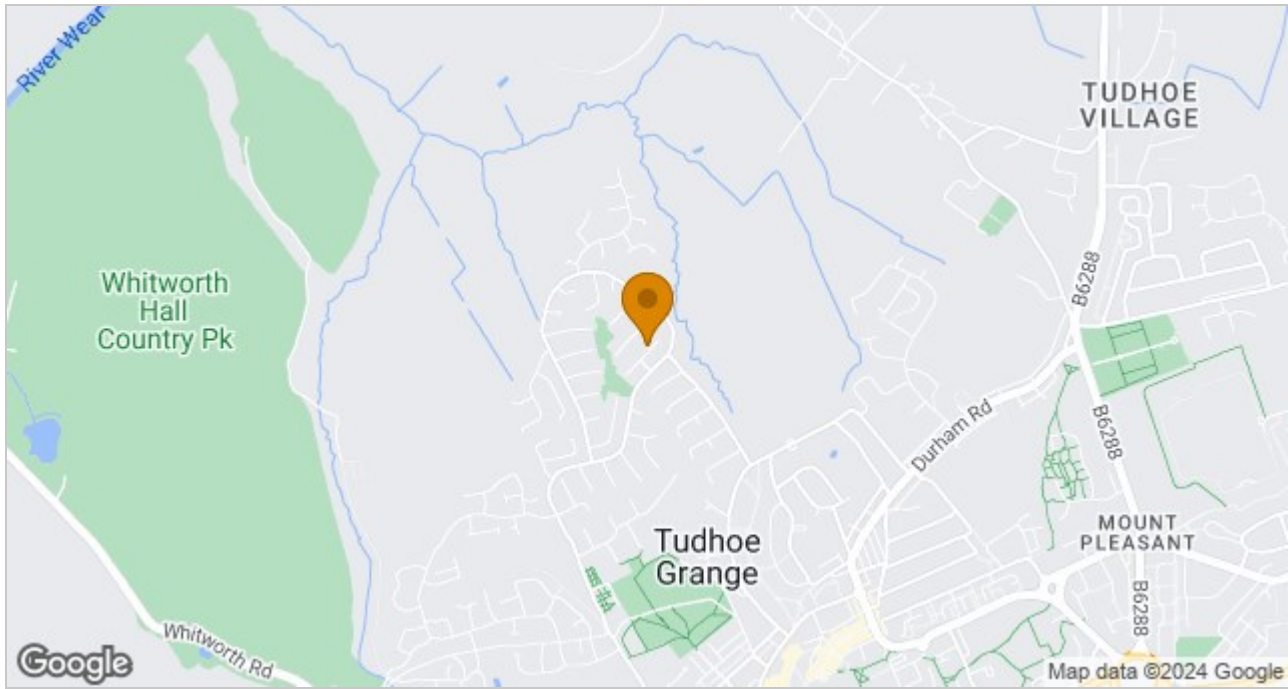 River Wear
TUDHOE
VILLAGE
Whitworth
Hall
Country Pk
B6288
Durham Rd
B6288
Tudhoe
Grange
MOUNT
PLEASANT
B6288
Whitworth Rd
Google
Map data ©2024 Google